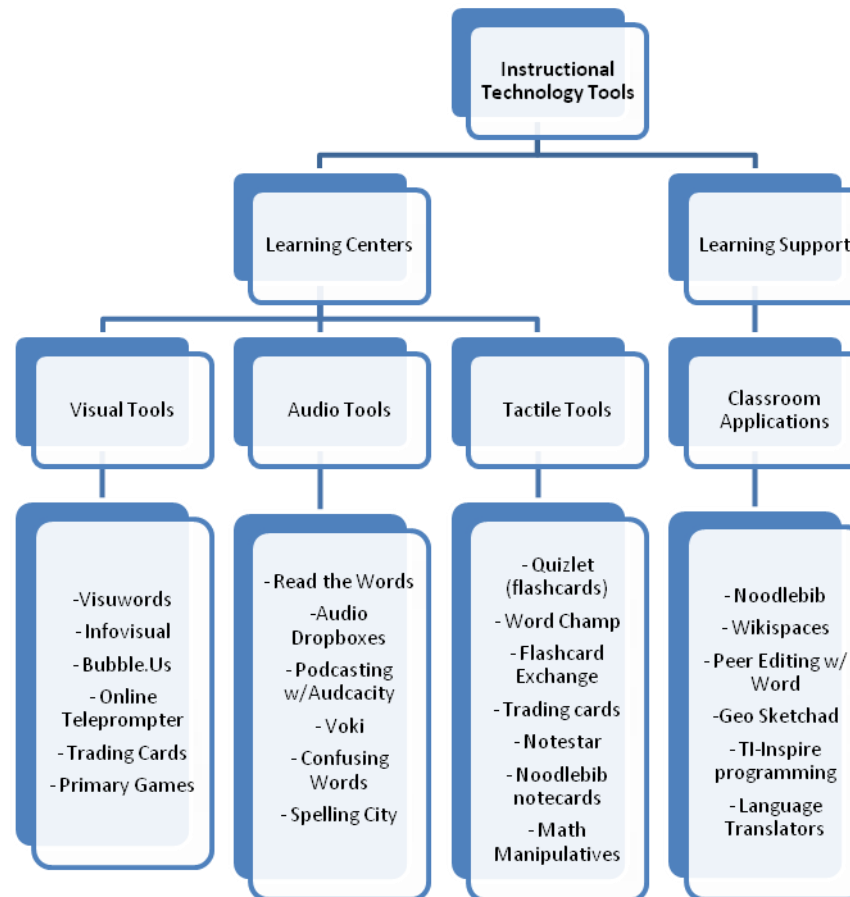 Instructional
Technology Tools
Learning Centers
Learning Support
Visual Tools
Audio Tools
Tactile Tools
Classroom
Applications
-Visuwords
-Infovisual
-Bubble.Us
-Online
Teleprompter
-Trading Cards
-Primary Games
-Read the Words
-Audio
Dropboxes
-Podcasting
w/Audcacity
-Voki
-Confusing
Words
-Spelling City
-Quizlet
(flashcards)
-Word Champ
-Flashcard
Exchange
-Trading cards
-Notestar
-Noodlebib
notecards
-Math
Manipulatives
-Noodlebib
-Wikispaces
-Peer Editing w/
Word
-Geo Sketchad
-TI-Inspire
programming
-Language
Translators